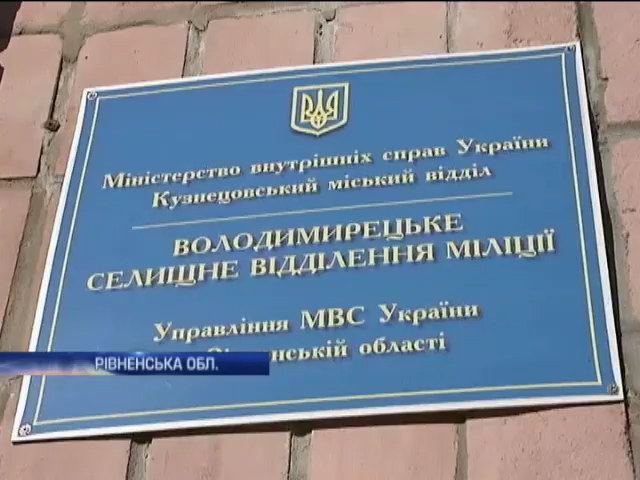 Міністерство внутрішніх справ України
Кузнецовський міський відділ
ВОЛОДИМИРЕЦЬКЕ
СЕЛИЩНЕ ВІДДІЛЕННЯ МІЛІЦІЇ
Управління МВС України
області
РІВНЕНСЬКА ОБЛ.